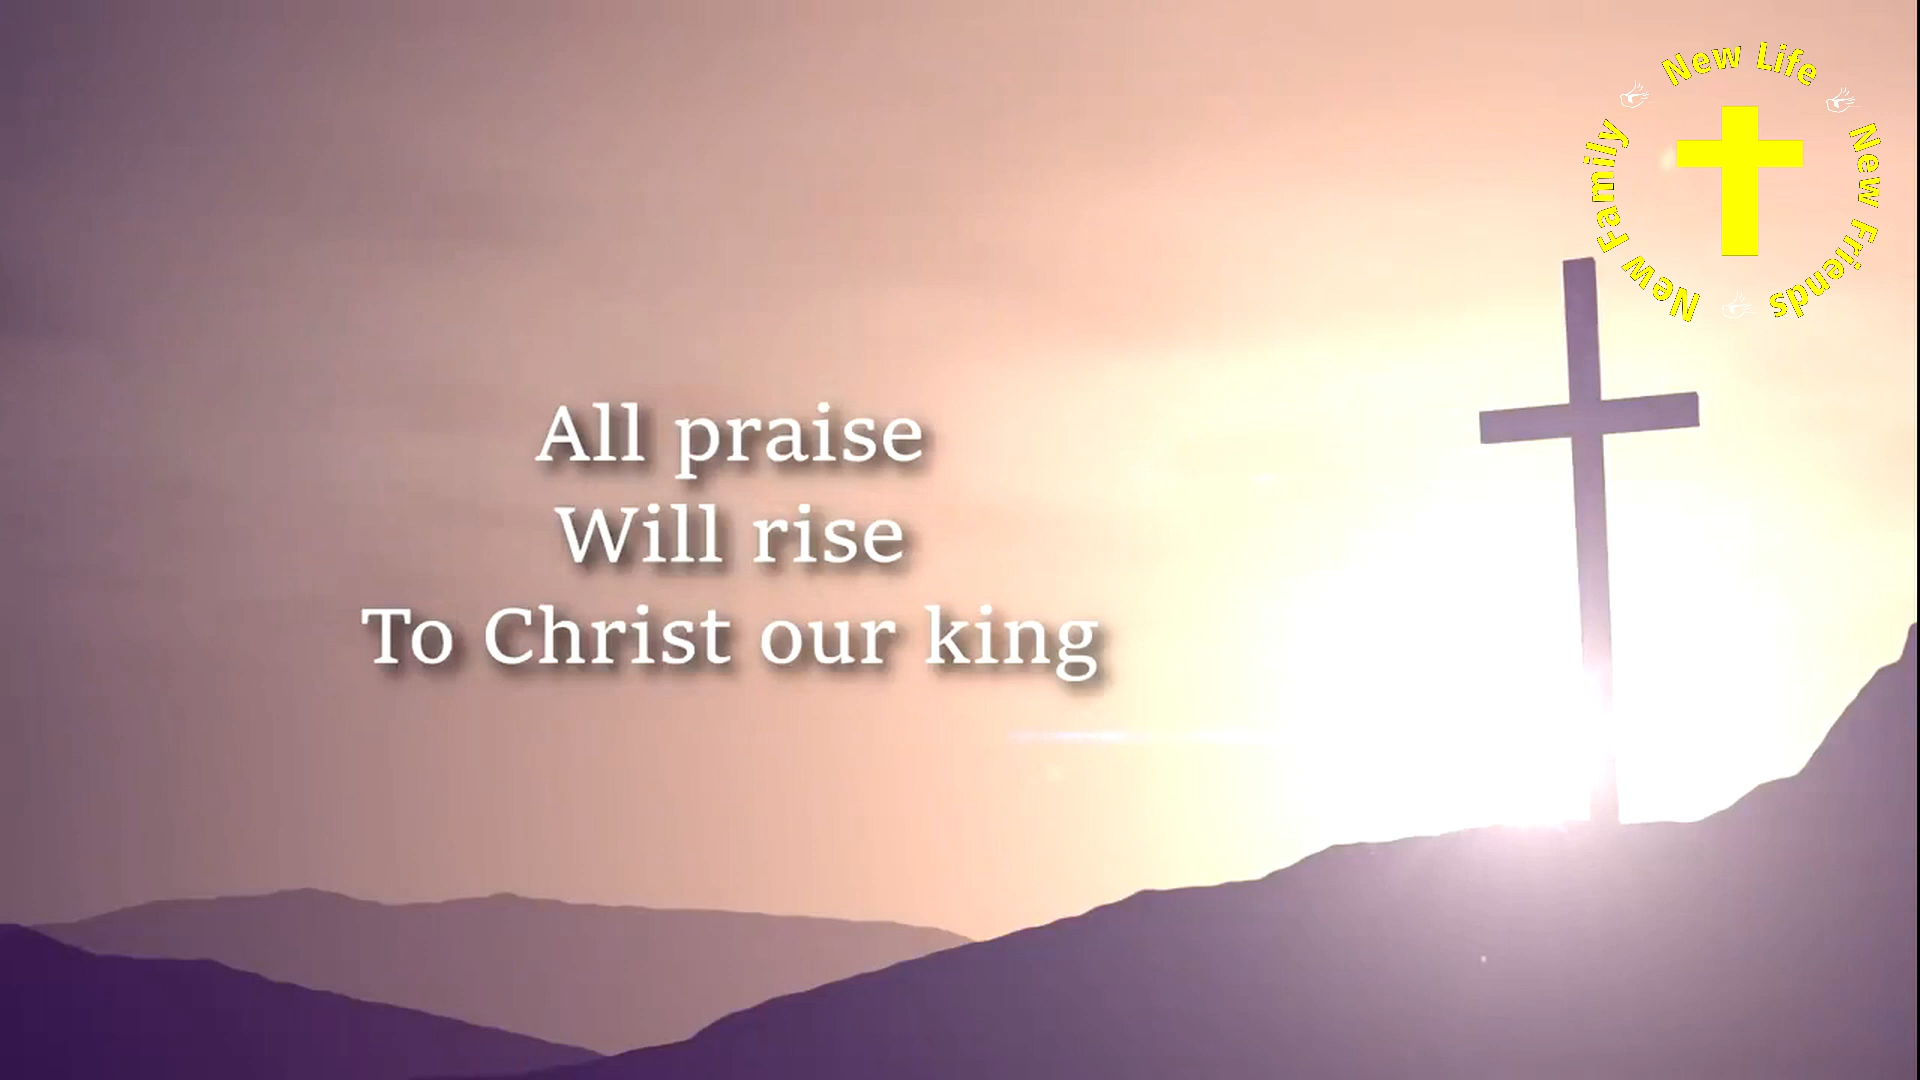 All praise
Will rise
To Christ our king
New Life
New Friends
New Family